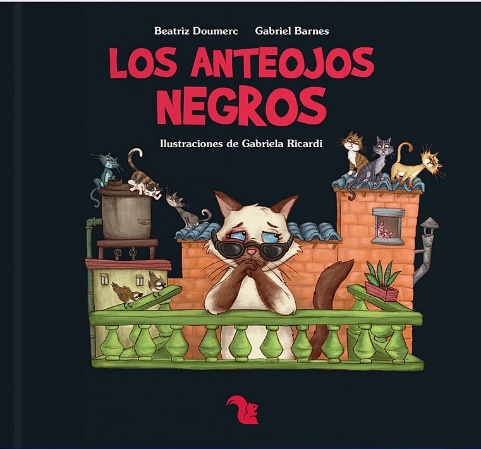 Beatriz Doumerc Gabriel Barnes
LOS ANTEOJOS
NEGROS
Ilustraciones de Gabriela Ricardi